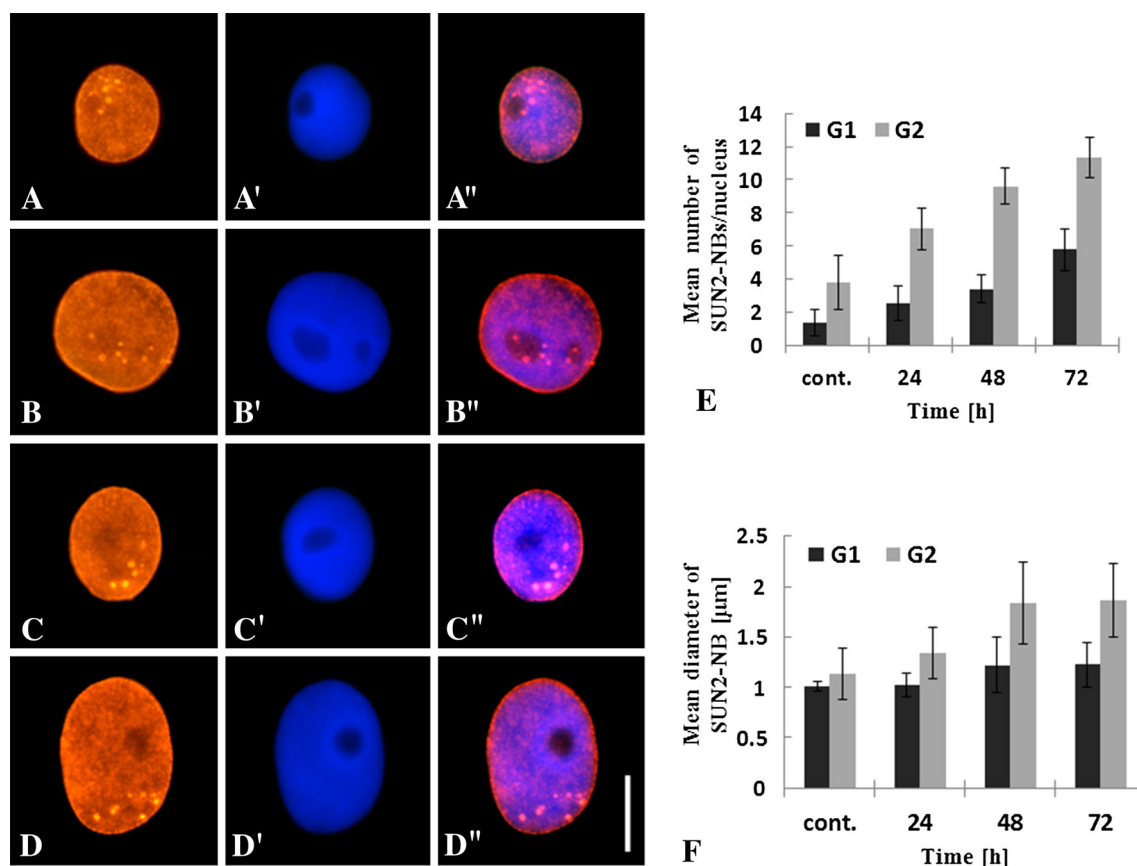 A
A'
A"
B
B'
B"
C
C'
C"
D
D'
D"
Mean number of
SUN2-NBs/nucleus
14
12
10
8
6
4
2
0
G1
G2
cont.
24
48
72
Time [h]
E
Mean diameter of
SUN2-NB [µm]
2.5
2
1.5
1
0.5
0
G1
G2
cont.
24
48
72
Time [h]
F